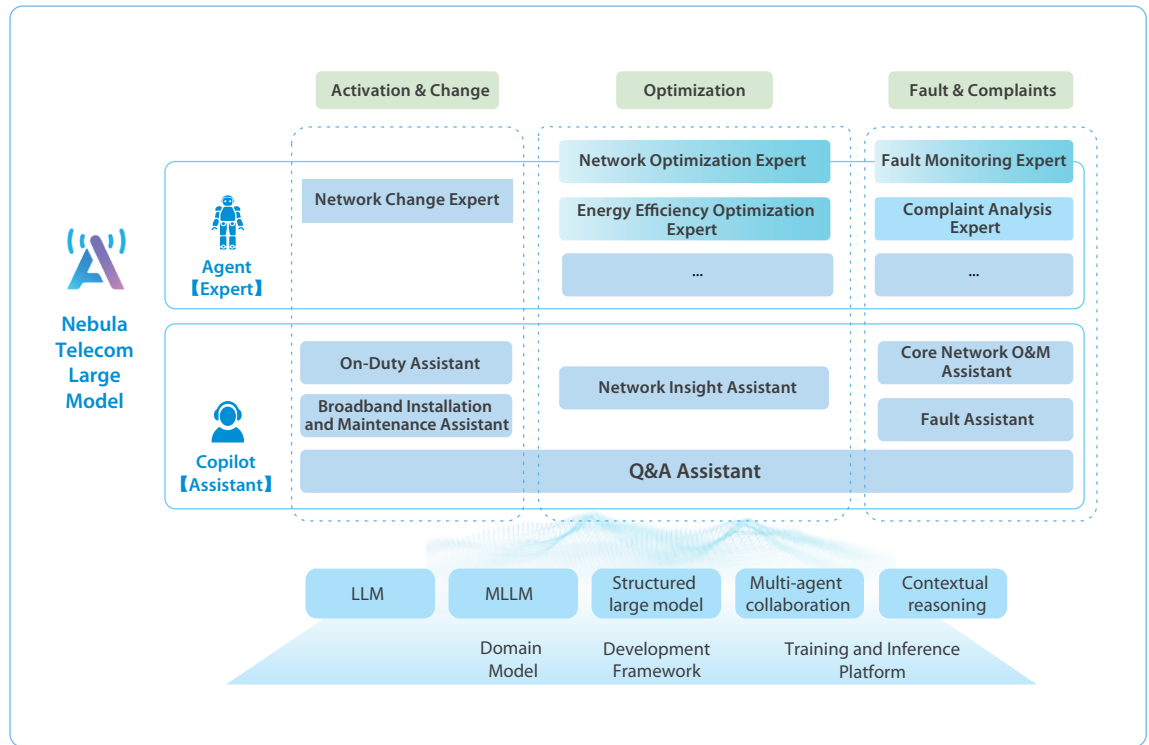 Activation & Change
Optimization
Fault & Complaints
Nebula
Telecom
Large
Model
Agent
【Expert】
Network Change Expert
Network Optimization Expert
Energy Efficiency Optimization
Expert
...
Fault Monitoring Expert
Complaint Analysis
Expert
...
Copilot
【Assistant】
On-Duty Assistant
Broadband Installation
and Maintenance Assistant
Network Insight Assistant
Core Network O&M
Assistant
Fault Assistant
Q&A Assistant
LLM
MLLM
Structured
large model
Multi-agent
collaboration
Contextual
reasoning
Domain
Model
Development
Framework
Training and Inference
Platform